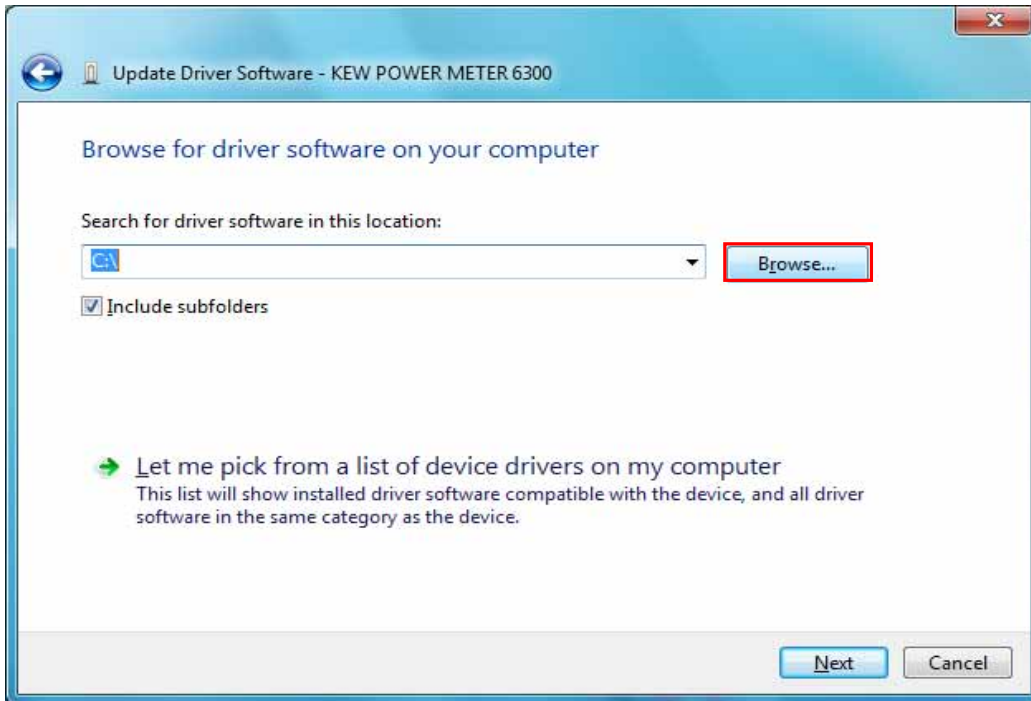 Update Driver Software - KEW POWER METER 6300
Browse for driver software on your computer
Search for driver software in this location:
C:\
Browse...
Include subfolders
Let me pick from a list of device drivers on my computer
This list will show installed driver software compatible with the device, and all driver
software in the same category as the device.
Next
Cancel